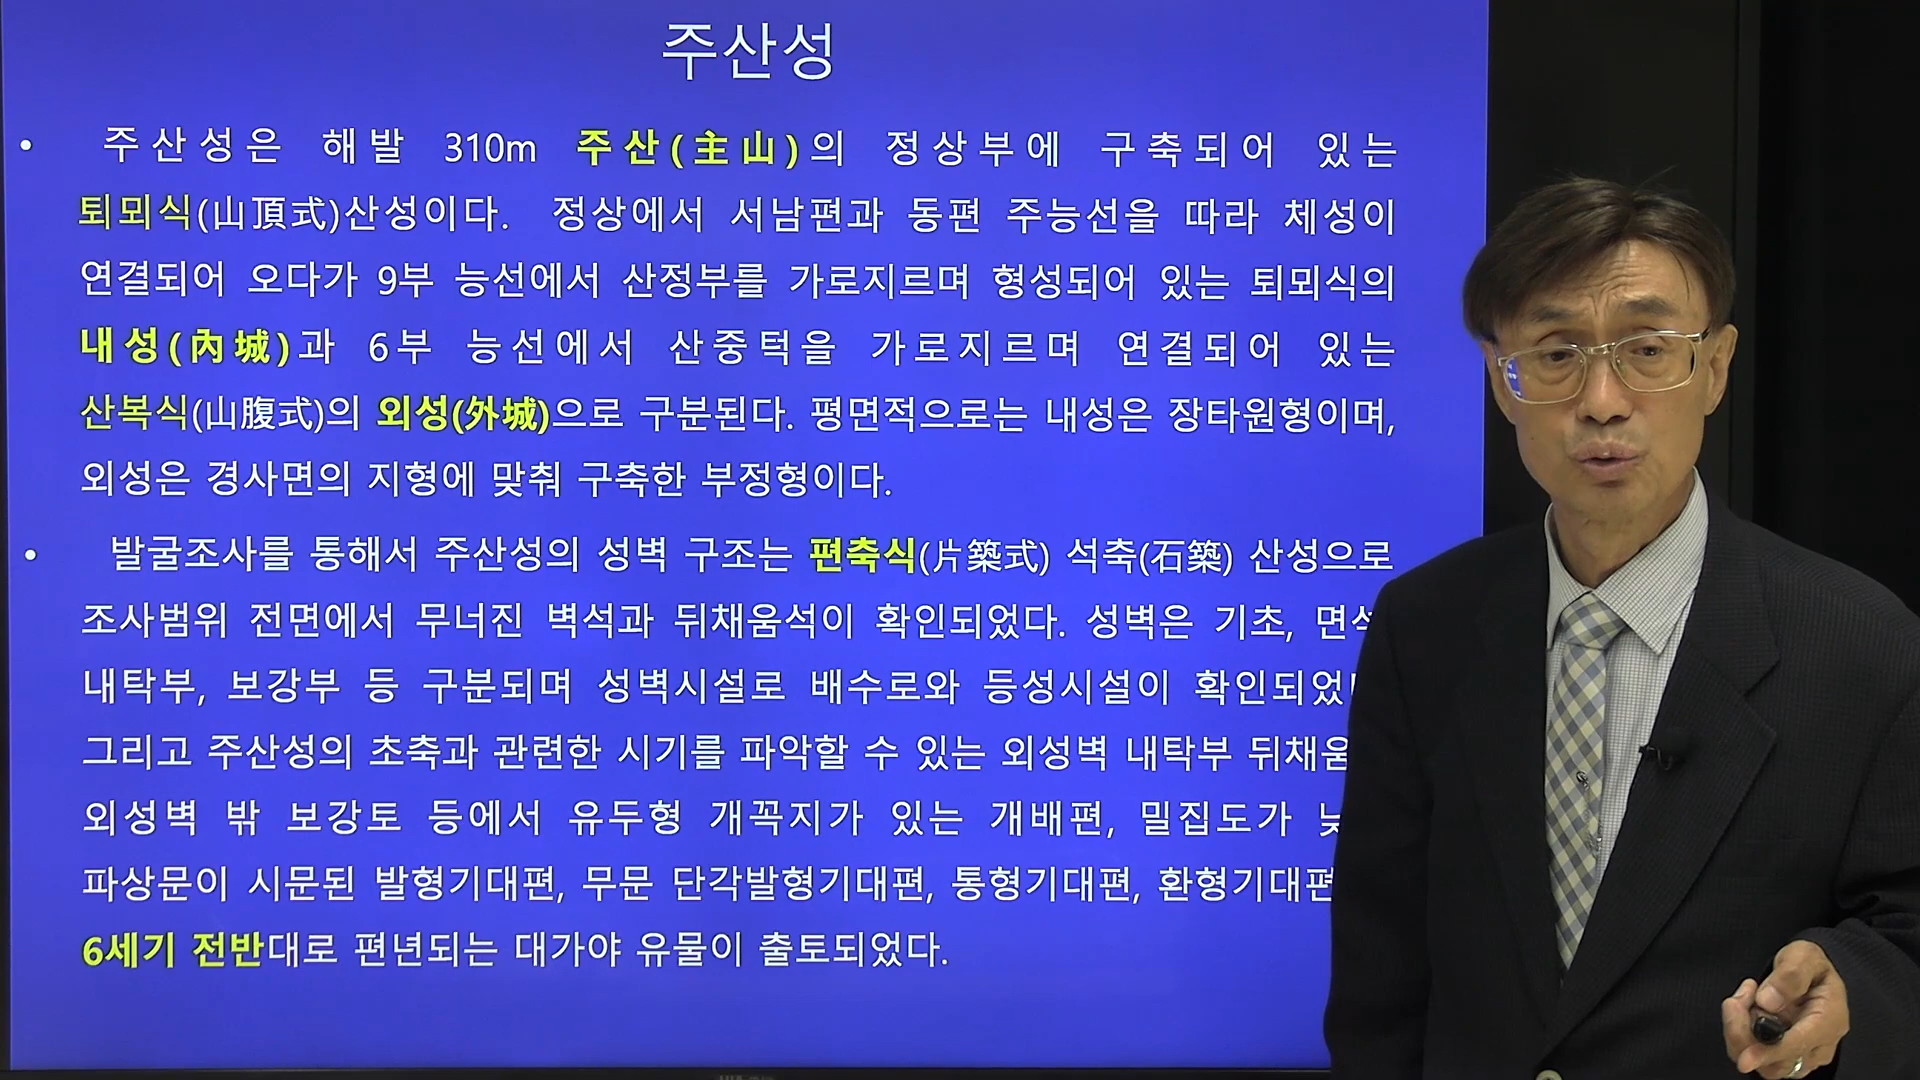 주산성
• 주산성은 해발 310m 주산(主山)의 정상부에 구축되어 있는
퇴뫼식(山頂式)산성이다. 정상에서 서남편과 동편 주능선을 따라 체성이
연결되어 오다가 9부 능선에서 산정부를 가로지르며 형성되어 있는 퇴뫼식의
내성(內城)과 6부 능선에서 산중턱을 가로지르며 연결되어 있는
산복식(山腹式)의 외성(外城)으로 구분된다. 평면적으로는 내성은 장타원형이며,
외성은 경사면의 지형에 맞춰 구축한 부정형이다.
• 발굴조사를 통해서 주산성의 성벽 구조는 편축식(片築式) 석축(石築) 산성으로
조사범위 전면에서 무너진 벽석과 뒤채움석이 확인되었다. 성벽은 기초,
내탁부, 보강부 등 구분되며 성벽시설로 배수로와 등성시설이
그리고 주산성의 초축과 관련한 시기를 파악할 수 있는 외성벽 내탁부
외성벽 밖 보강토 등에서 유두형 개꼭지가 있는 개배편, 밀집도가
파상문이 시문된 발형기대편, 무문 단각발형기대편, 통형기대편, 환형기대편
6세기 전반대로 편년되는 대가야 유물이 출토되었다.